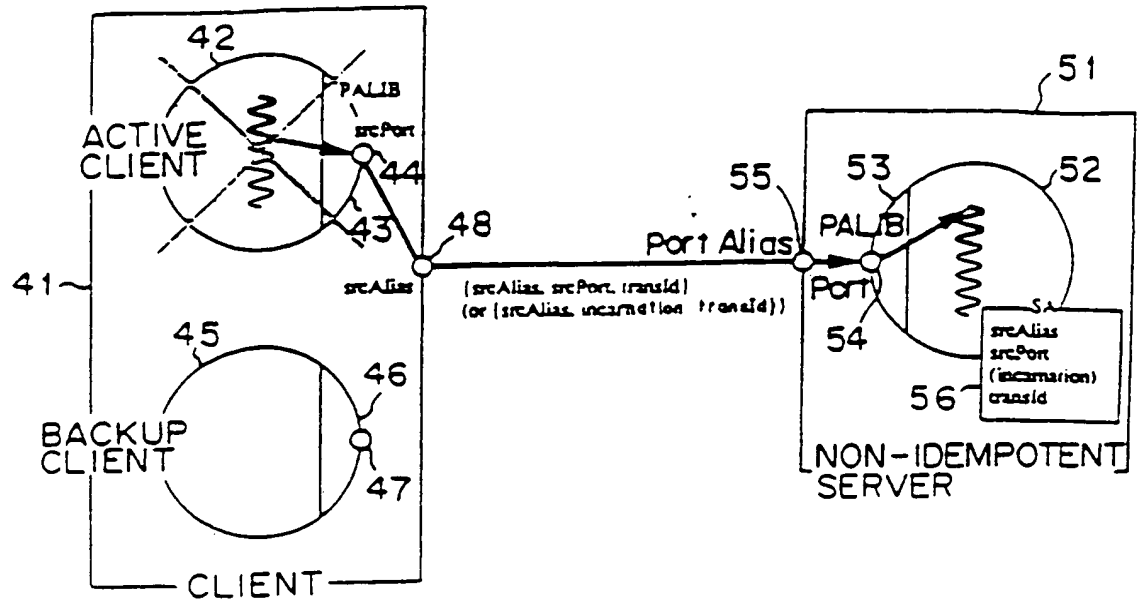 42
51
PALIB
srcPort
ACTIVE
CLIENT
44
43
53
52
55
48
Port Alias
PALIB
srcAlias
(srcAlias, srcPort, transId)
(or (srcAlias, incarnation transId))
Port
41
54
45
46
srcAlias
srcPort
(incarnation)
transId
56
BACKUP
CLIENT
47
NON-IDEMPOTENT
SERVER
CLIENT